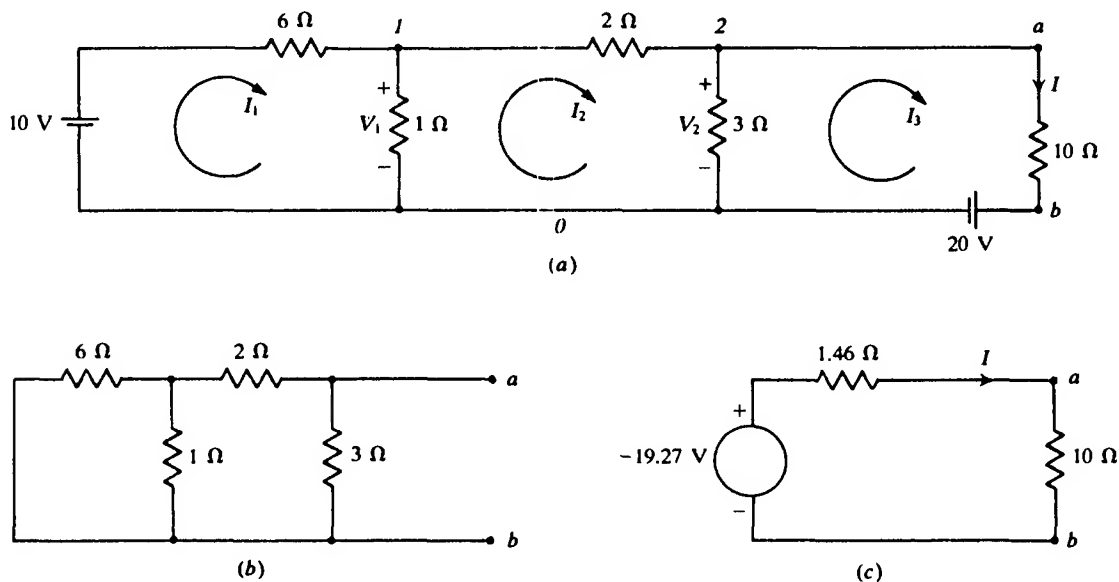 6 Ω 1 2 Ω 2 a
I
10 V I₁ + V₁ − 1 Ω I₂ + V₂ − 3 Ω I₃ 10 Ω
0 b
20 V
(a)
6 Ω 2 Ω a
1 Ω 3 Ω
b
(b)
1.46 Ω I a
+
−19.27 V 10 Ω
−
b
(c)